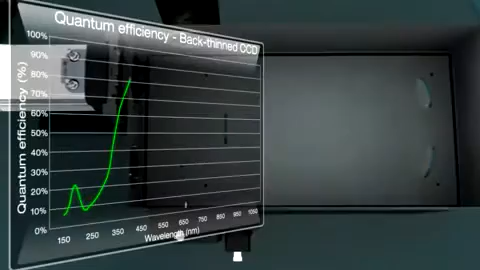 Quantum efficiency - Back-thinned CCD
Quantum efficiency (%)
100%
90%
80%
70%
60%
50%
40%
30%
20%
10%
0%
150 250 350 450 550 650 750 850 950 1050
Wavelength (nm)